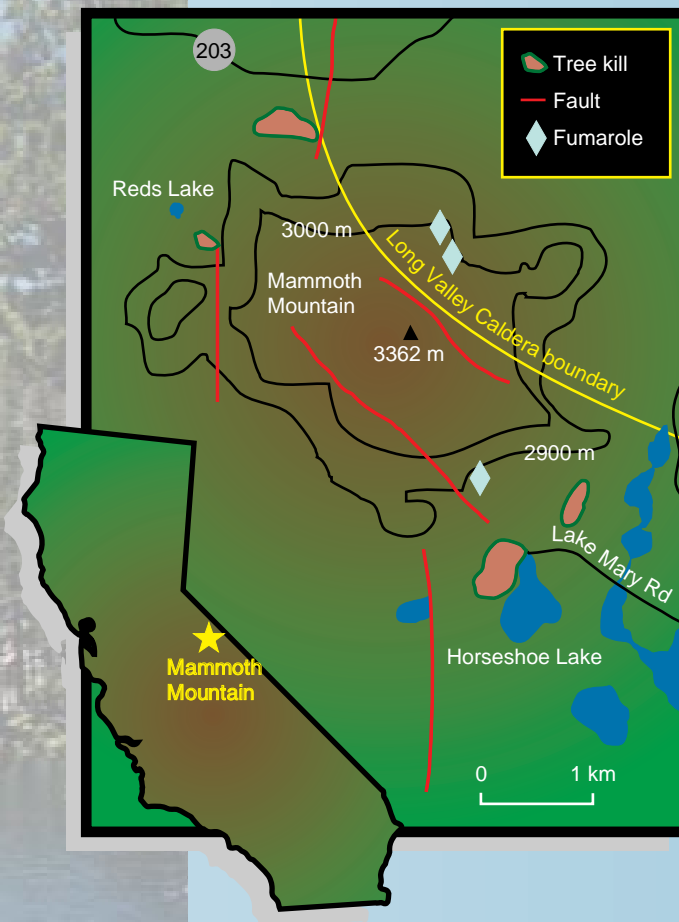 203
Tree kill
Fault
Fumarole
Reds Lake
3000 m
Long Valley Caldera boundary
Mammoth
Mountain
3362 m
2900 m
Lake Mary Rd
Mammoth
Mountain
Horseshoe Lake
0 1 km